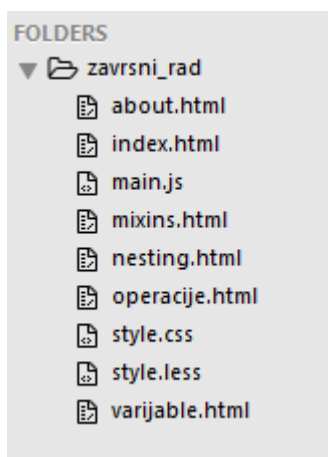 FOLDERS
zavrsni_rad
about.html
index.html
main.js
mixins.html
nesting.html
operacije.html
style.css
style.less
varijable.html